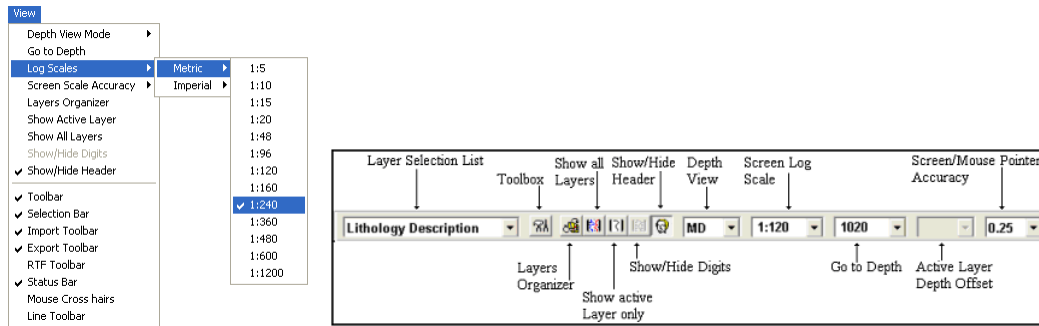 View
Depth View Mode
Go to Depth
Log Scales
Screen Scale Accuracy
Layers Organizer
Show Active Layer
Show All Layers
Show/Hide Digits
Show/Hide Header
Toolbar
Selection Bar
Import Toolbar
Export Toolbar
RTF Toolbar
Status Bar
Mouse Cross hairs
Line Toolbar
Metric
Imperial
1:5
1:10
1:15
1:20
1:48
1:96
1:120
1:160
1:240
1:360
1:480
1:600
1:1200
Layer Selection List
Toolbox
Show all
Layers
Show/Hide
Header
Depth
View
Screen Log
Scale
Screen/Mouse Pointer
Accuracy
Lithology Description
MD
1:120
1020
0.25
Layers
Organizer
Show active
Layer only
Show/Hide Digits
Go to Depth
Active Layer
Depth Offset